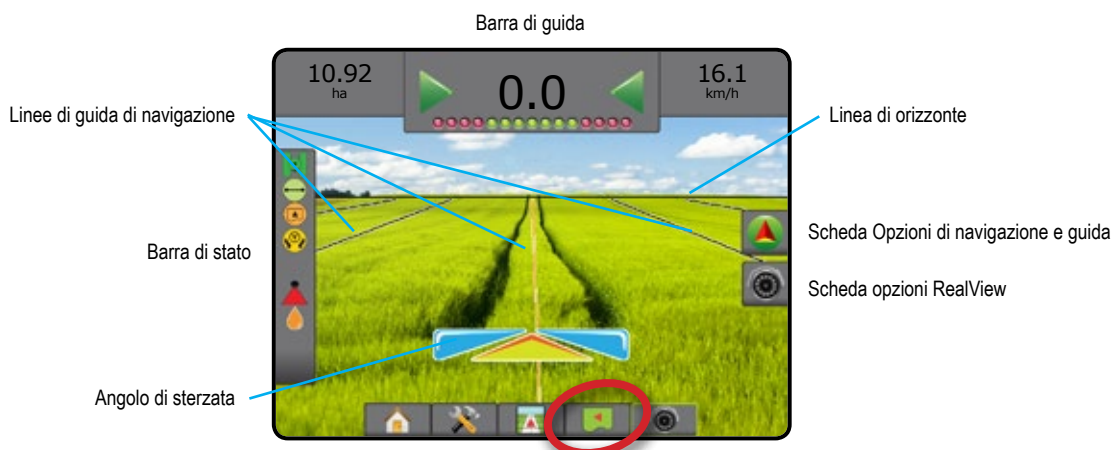 Barra di guida
10.92
ha
0.0
16.1
km/h
Linee di guida di navigazione
Linea di orizzonte
Scheda Opzioni di navigazione e guida
Barra di stato
Scheda opzioni RealView
Angolo di sterzata